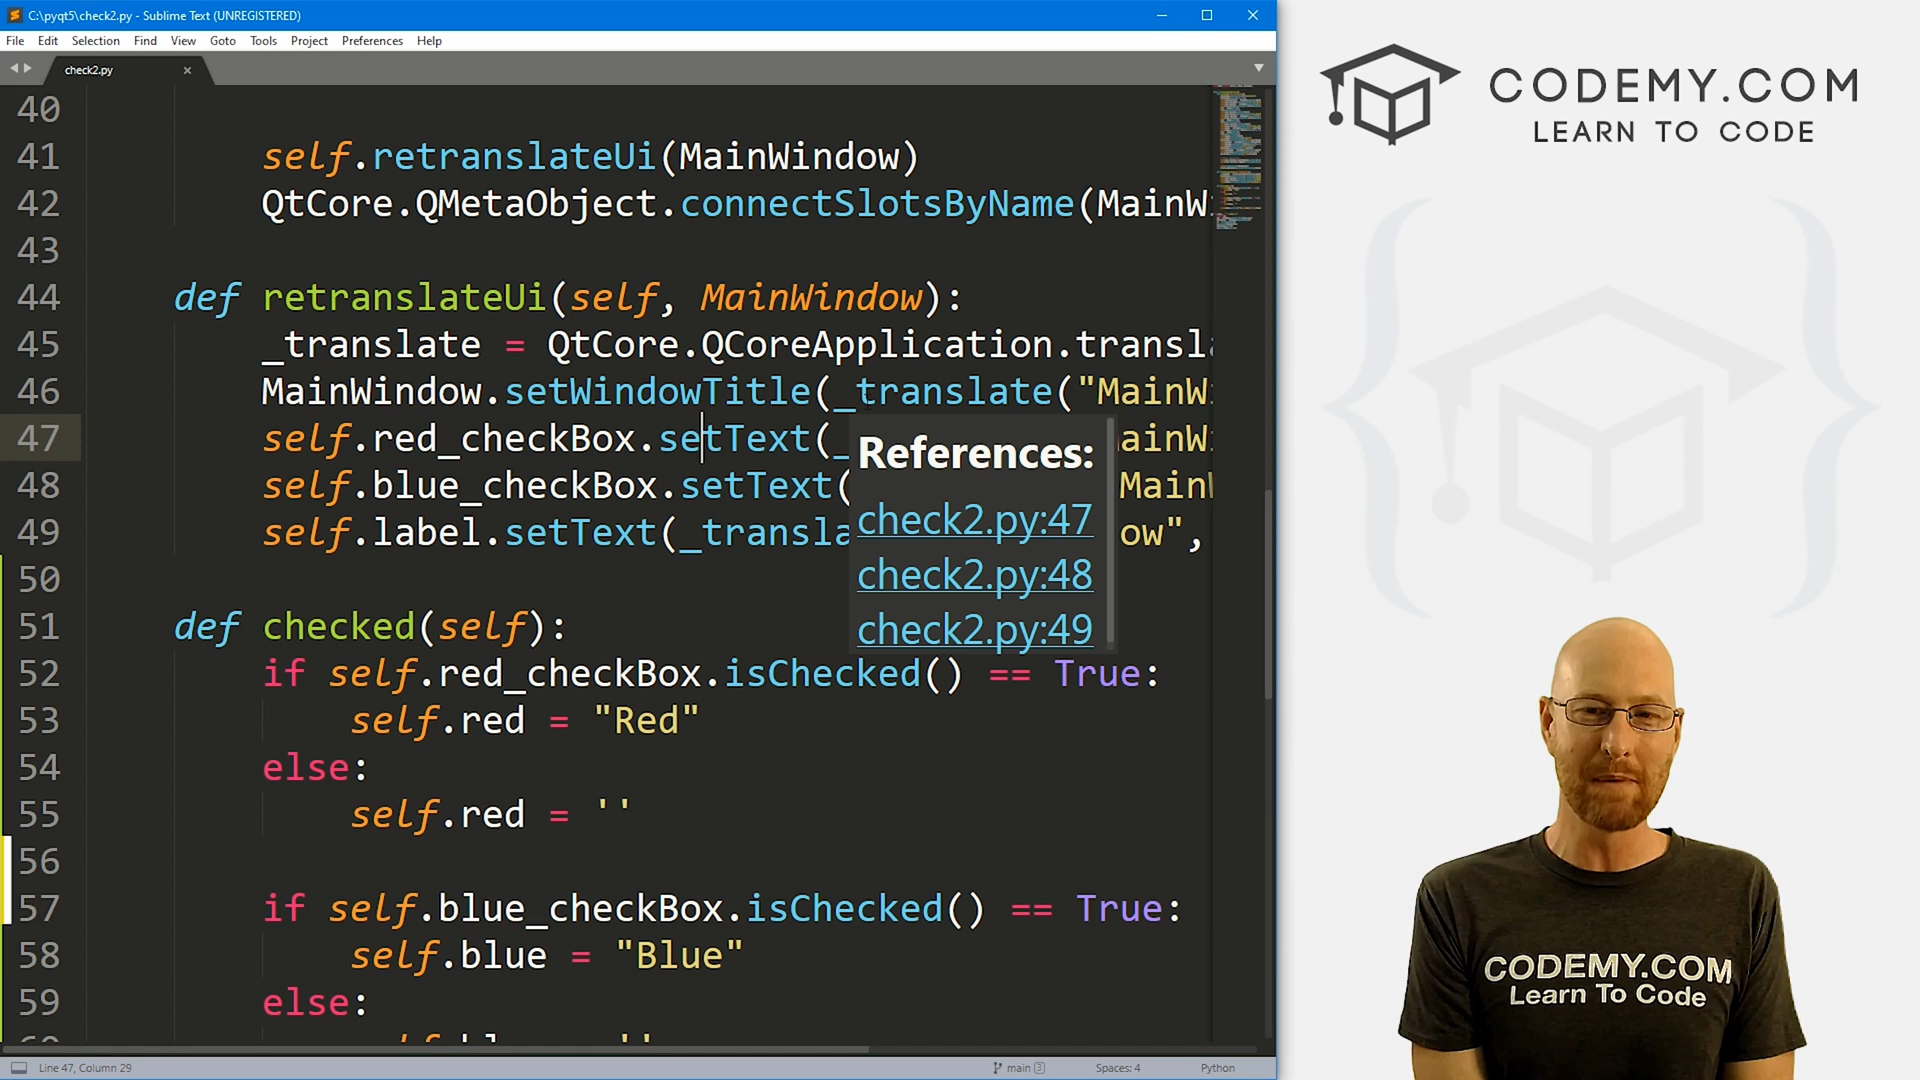 C:\pyqt5\check2.py - Sublime Text (UNREGISTERED)
File Edit Selection Find View Goto Tools Project Preferences Help
check2.py
40
41 self.retranslateUi(MainWindow)
42 QtCore.QMetaObject.connectSlotsByName(MainWi
43
44 def retranslateUi(self, MainWindow):
45 _translate = QtCore.QCoreApplication.transla
46 MainWindow.setWindowTitle(_translate("MainWi
47 self.red_checkBox.setText(_ ainWi
48 self.blue_checkBox.setText( MainW
49 self.label.setText(_transla ow",
References:
check2.py:47
check2.py:48
check2.py:49
50
51 def checked(self):
52 if self.red_checkBox.isChecked() == True:
53 self.red = "Red"
54 else:
55 self.red = ''
56
57 if self.blue_checkBox.isChecked() == True:
58 self.blue = "Blue"
59 else:
Line 47, Column 29
main 3
Spaces: 4
Python
CODEMY.COM
LEARN TO CODE
CODEMY.COM
Learn To Code